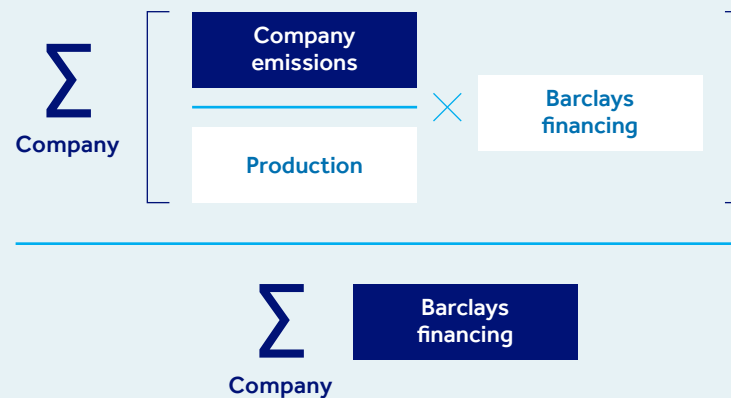 Σ
Company
Company
emissions
Production
×
Barclays
financing
Σ
Company
Barclays
financing